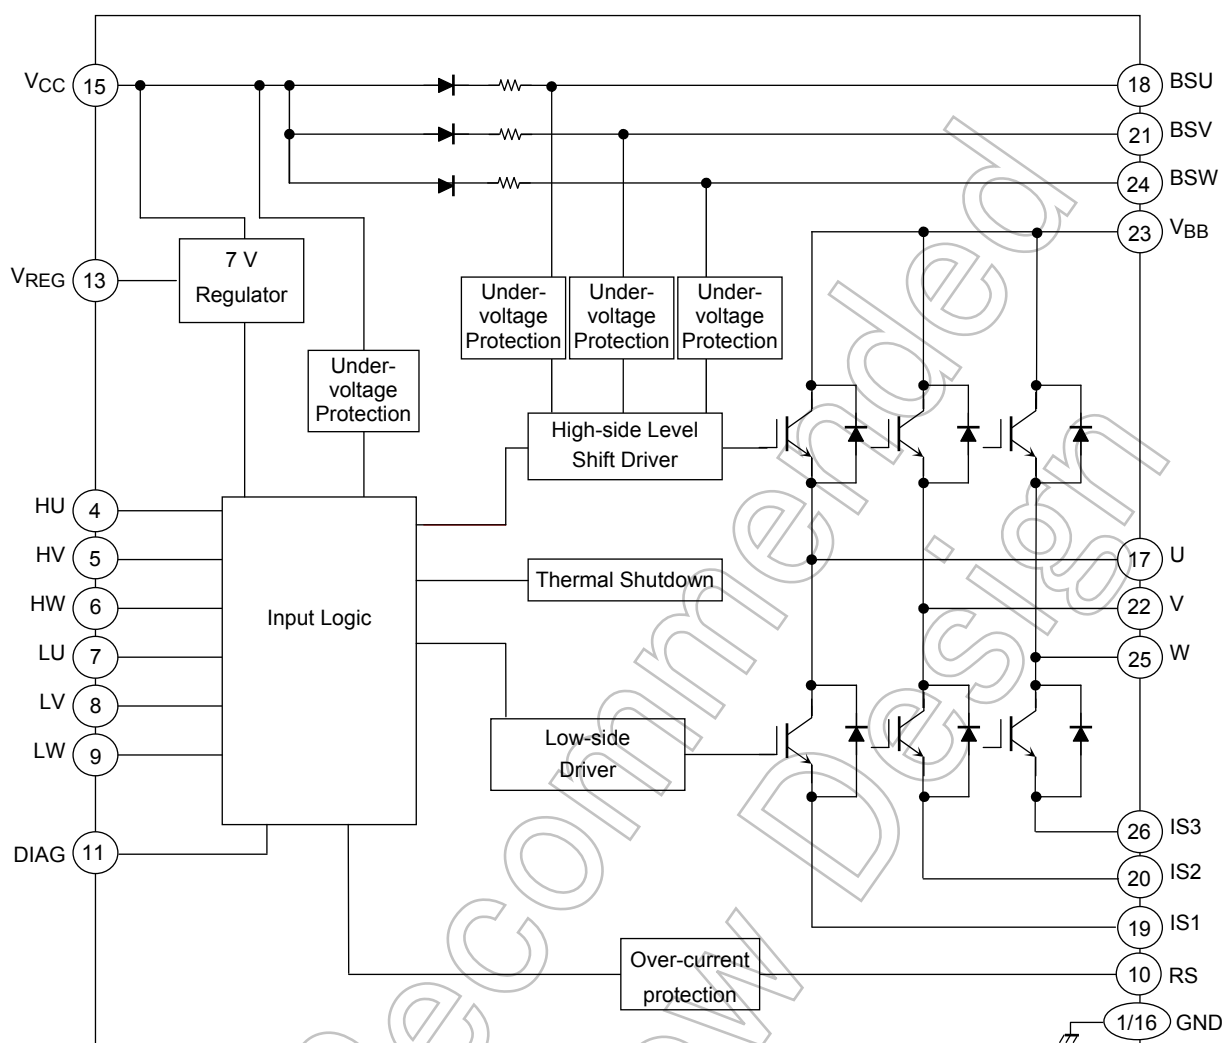 VCC 15
18 BSU
21 BSV
24 BSW
23 VBB
VREG 13
7 V
Regulator
Under-
voltage
Protection
Under-
voltage
Protection
Under-
voltage
Protection
Under-
voltage
Protection
High-side Level
Shift Driver
HU 4
HV 5
HW 6
LU 7
LV 8
LW 9
DIAG 11
Input Logic
Thermal Shutdown
Low-side
Driver
17 U
22 V
25 W
26 IS3
20 IS2
19 IS1
Over-current
protection
10 RS
1/16 GND
Recommended
New Design